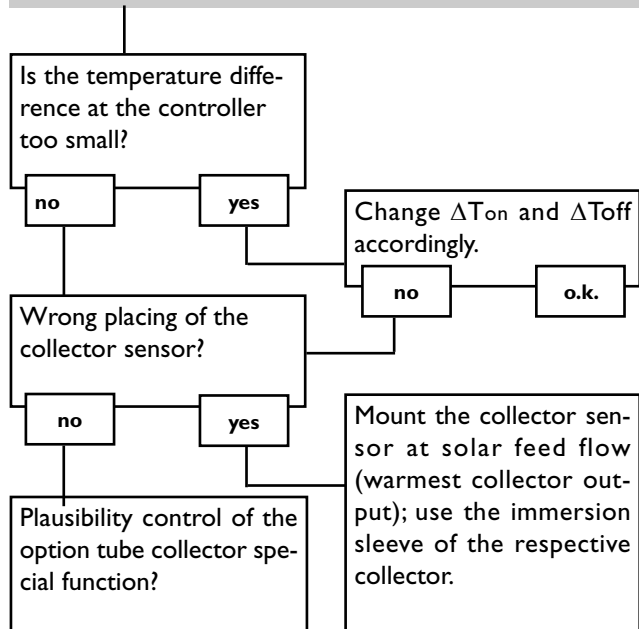 Is the temperature diffe-
rence at the controller
too small?
no
yes
Change ΔTon and ΔToff
accordingly.
no
o.k.
Wrong placing of the
collector sensor?
no
yes
Mount the collector sen-
sor at solar feed flow
(warmest collector out-
put); use the immersion
sleeve of the respective
collector.
Plausibility control of the
option tube collector spe-
cial function?